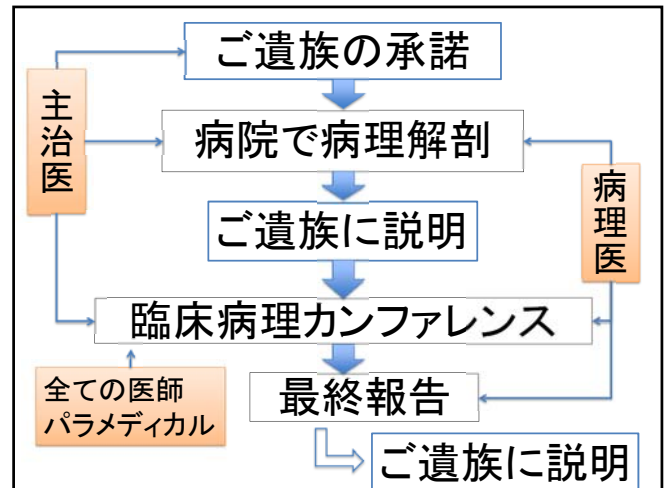 ご遺族の承諾
主治医
病院で病理解剖
病理医
ご遺族に説明
臨床病理カンファレンス
全ての医師
パラメディカル
最終報告
ご遺族に説明